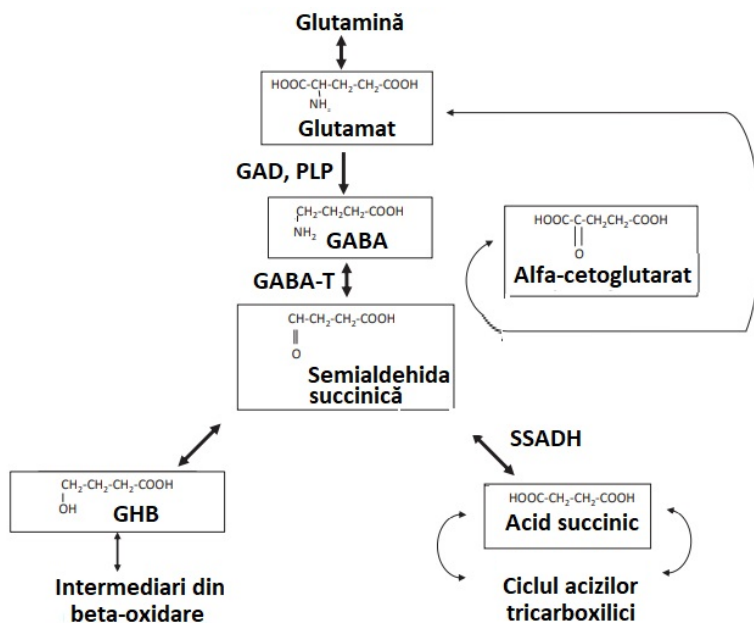 Glutamină
HOOC-CH-CH₂-CH₂-COOH
NH₂
Glutamat
GAD, PLP
CH₂-CH₂CH₂-COOH
NH₂
GABA
HOOC-C-CH₂CH₂-COOH
O
Alfa-cetoglutarat
GABA-T
CH-CH₂-CH₂-COOH
O
Semialdehida
succinică
SSADH
CH₂-CH₂-CH₂-COOH
OH
GHB
HOOC-CH₂-CH₂-COOH
Acid succinic
Intermediari din
beta-oxidare
Ciclul acizilor
tricarboxilici